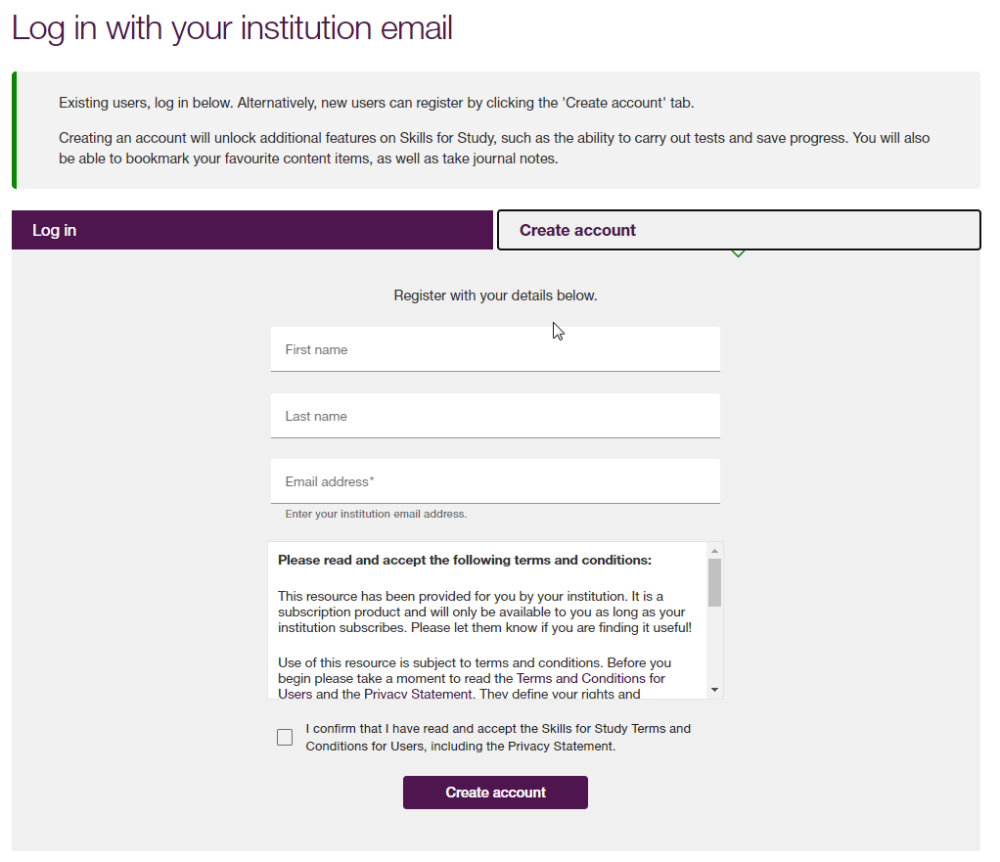 Log in with your institution email
Existing users, log in below. Alternatively, new users can register by clicking the 'Create account' tab.
Creating an account will unlock additional features on Skills for Study, such as the ability to carry out tests and save progress. You will also
be able to bookmark your favourite content items, as well as take journal notes.
Log in
Create account
Register with your details below.
First name
Last name
Email address*
Enter your institution email address.
Please read and accept the following terms and conditions:
This resource has been provided for you by your institution. It is a
subscription product and will only be available to you as long as your
institution subscribes. Please let them know if you are finding it useful!
Use of this resource is subject to terms and conditions. Before you
begin please take a moment to read the Terms and Conditions for
Users and the Privacy Statement. They define your rights and
I confirm that I have read and accept the Skills for Study Terms and
Conditions for Users, including the Privacy Statement.
Create account